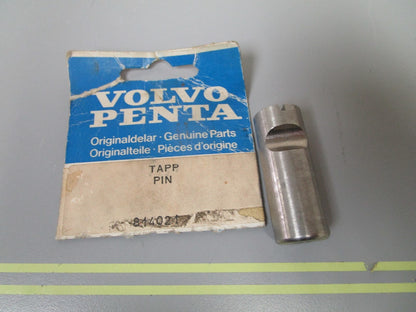 VOLVO
PENTA
Originaldelar · Genuine Parts
Originalteile · Pièces d'origine
TAPP
PIN
814021